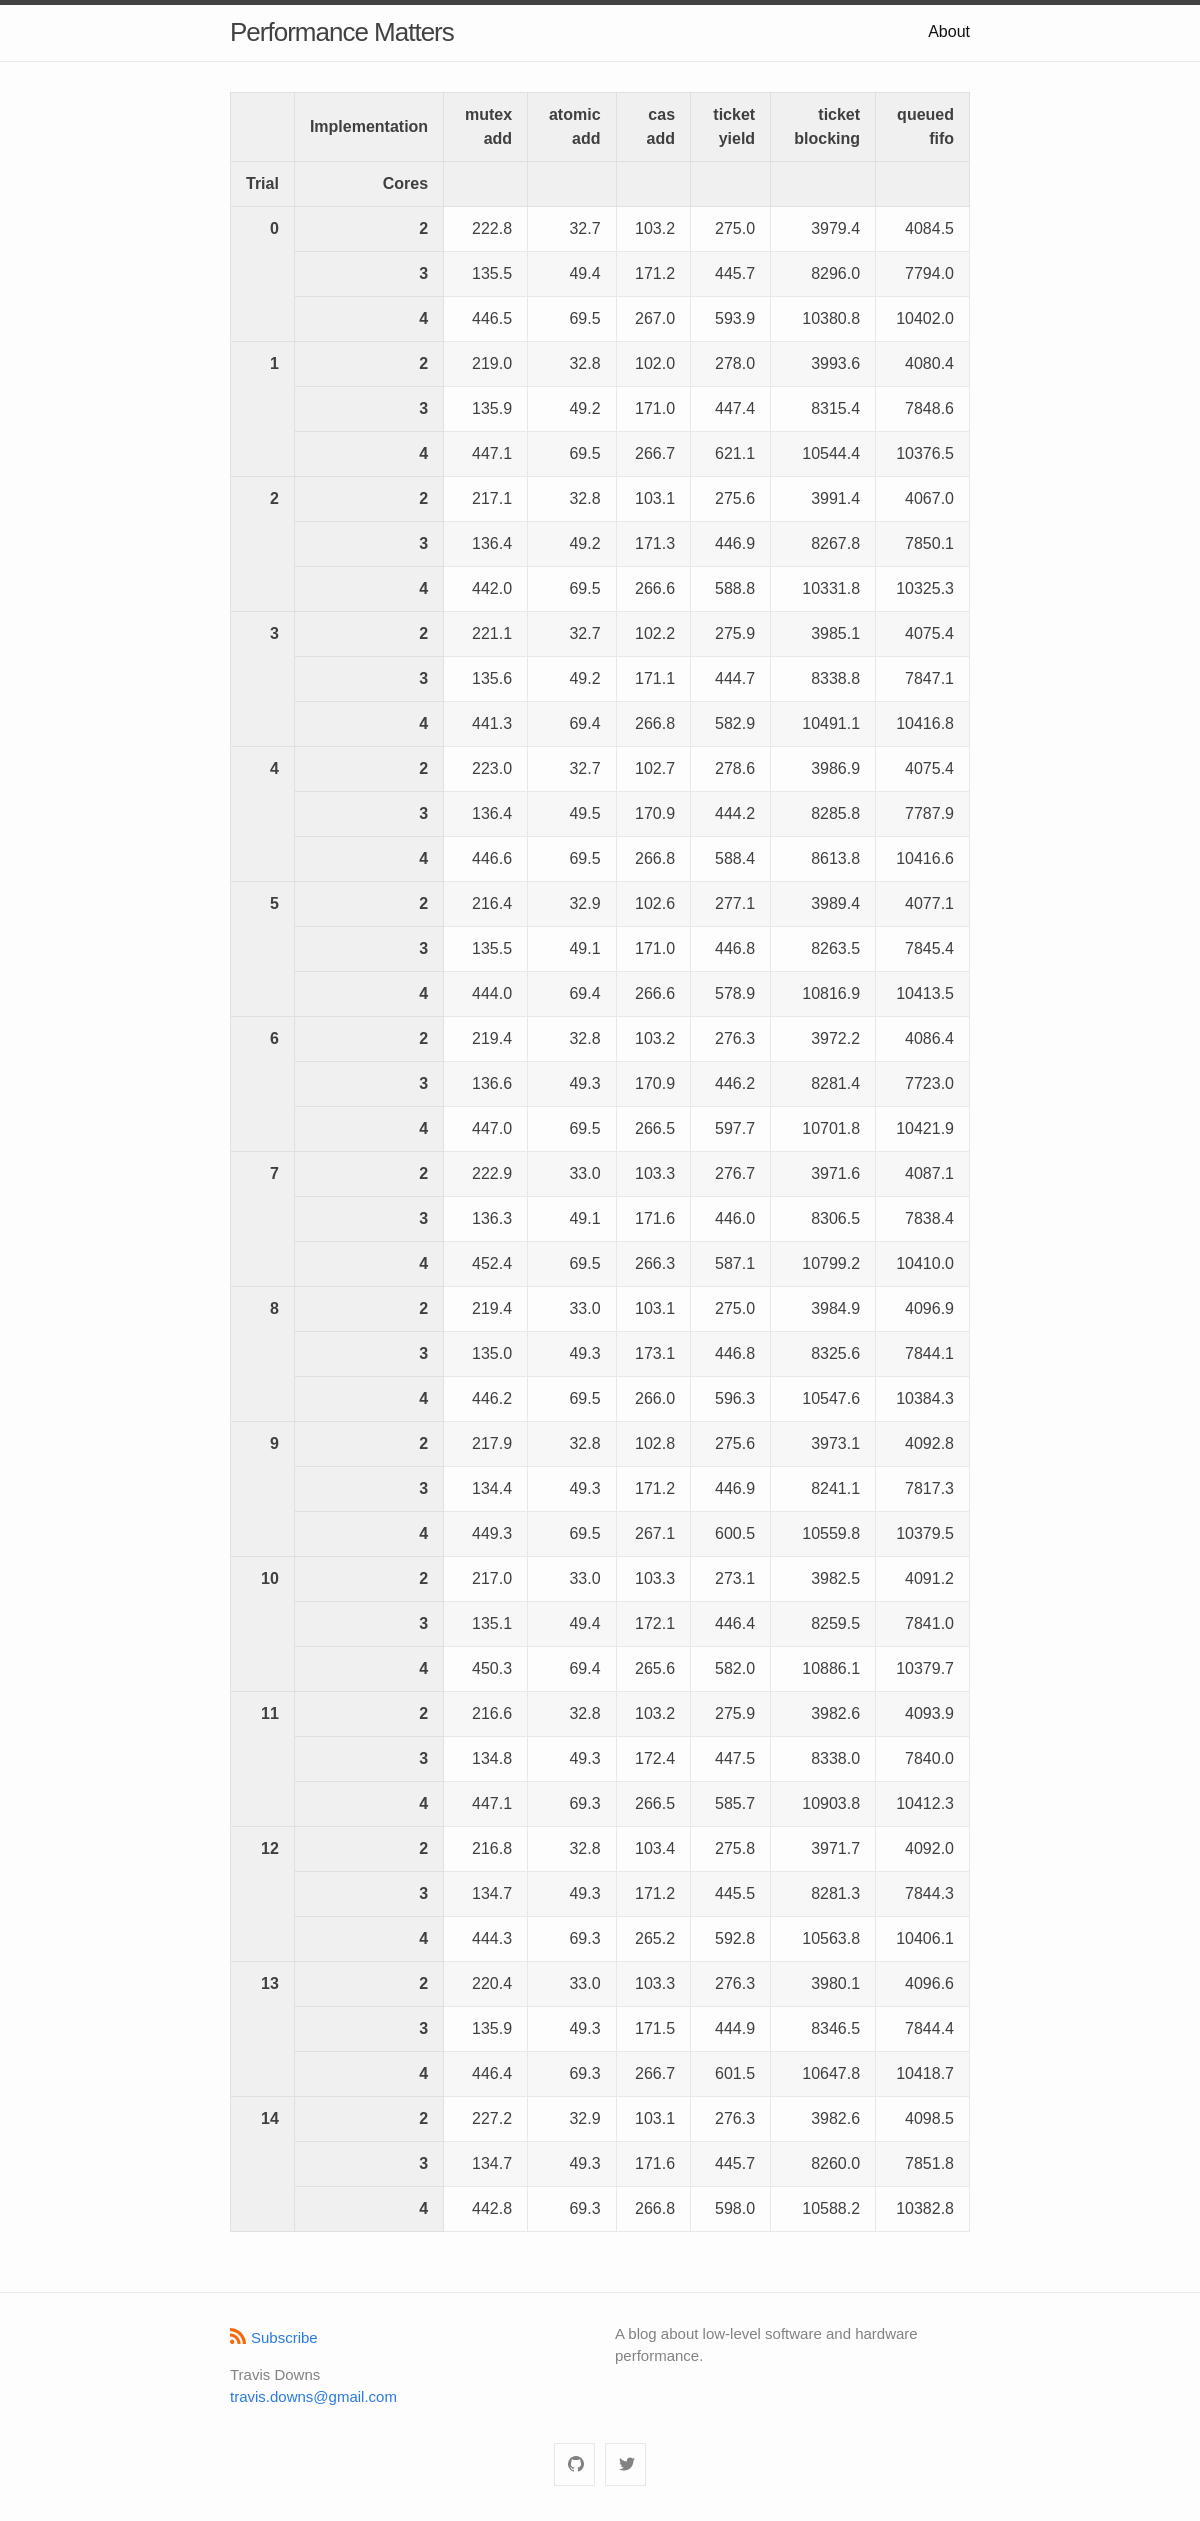 Performance Matters About
Implementation mutex add atomic add cas add ticket yield ticket blocking queued fifo
Trial Cores
0 2 222.8 32.7 103.2 275.0 3979.4 4084.5
3 135.5 49.4 171.2 445.7 8296.0 7794.0
4 446.5 69.5 267.0 593.9 10380.8 10402.0
1 2 219.0 32.8 102.0 278.0 3993.6 4080.4
3 135.9 49.2 171.0 447.4 8315.4 7848.6
4 447.1 69.5 266.7 621.1 10544.4 10376.5
2 2 217.1 32.8 103.1 275.6 3991.4 4067.0
3 136.4 49.2 171.3 446.9 8267.8 7850.1
4 442.0 69.5 266.6 588.8 10331.8 10325.3
3 2 221.1 32.7 102.2 275.9 3985.1 4075.4
3 135.6 49.2 171.1 444.7 8338.8 7847.1
4 441.3 69.4 266.8 582.9 10491.1 10416.8
4 2 223.0 32.7 102.7 278.6 3986.9 4075.4
3 136.4 49.5 170.9 444.2 8285.8 7787.9
4 446.6 69.5 266.8 588.4 8613.8 10416.6
5 2 216.4 32.9 102.6 277.1 3989.4 4077.1
3 135.5 49.1 171.0 446.8 8263.5 7845.4
4 444.0 69.4 266.6 578.9 10816.9 10413.5
6 2 219.4 32.8 103.2 276.3 3972.2 4086.4
3 136.6 49.3 170.9 446.2 8281.4 7723.0
4 447.0 69.5 266.5 597.7 10701.8 10421.9
7 2 222.9 33.0 103.3 276.7 3971.6 4087.1
3 136.3 49.1 171.6 446.0 8306.5 7838.4
4 452.4 69.5 266.3 587.1 10799.2 10410.0
8 2 219.4 33.0 103.1 275.0 3984.9 4096.9
3 135.0 49.3 173.1 446.8 8325.6 7844.1
4 446.2 69.5 266.0 596.3 10547.6 10384.3
9 2 217.9 32.8 102.8 275.6 3973.1 4092.8
3 134.4 49.3 171.2 446.9 8241.1 7817.3
4 449.3 69.5 267.1 600.5 10559.8 10379.5
10 2 217.0 33.0 103.3 273.1 3982.5 4091.2
3 135.1 49.4 172.1 446.4 8259.5 7841.0
4 450.3 69.4 265.6 582.0 10886.1 10379.7
11 2 216.6 32.8 103.2 275.9 3982.6 4093.9
3 134.8 49.3 172.4 447.5 8338.0 7840.0
4 447.1 69.3 266.5 585.7 10903.8 10412.3
12 2 216.8 32.8 103.4 275.8 3971.7 4092.0
3 134.7 49.3 171.2 445.5 8281.3 7844.3
4 444.3 69.3 265.2 592.8 10563.8 10406.1
13 2 220.4 33.0 103.3 276.3 3980.1 4096.6
3 135.9 49.3 171.5 444.9 8346.5 7844.4
4 446.4 69.3 266.7 601.5 10647.8 10418.7
14 2 227.2 32.9 103.1 276.3 3982.6 4098.5
3 134.7 49.3 171.6 445.7 8260.0 7851.8
4 442.8 69.3 266.8 598.0 10588.2 10382.8
Subscribe
Travis Downs
travis.downs@gmail.com
A blog about low-level software and hardware
performance.